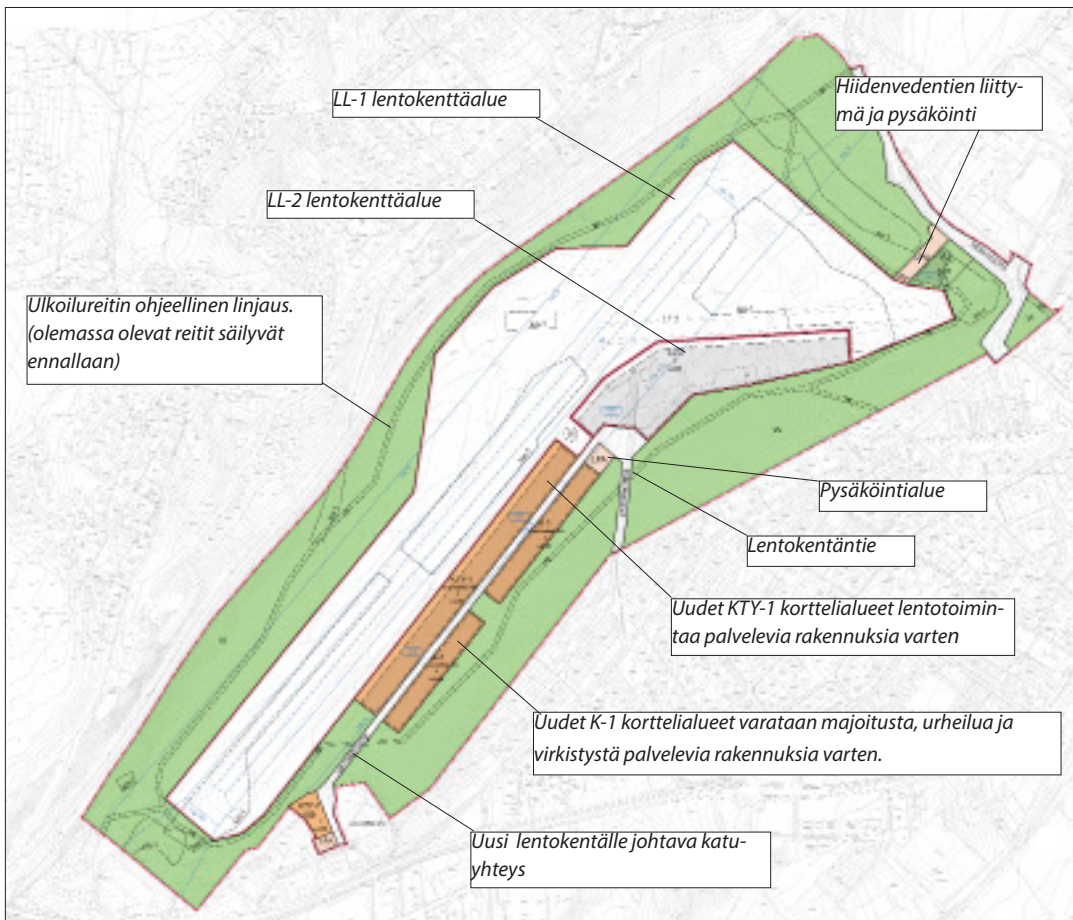 LL-1 lentokenttäalue
Hiidenvedentien liitty-
mä ja pysäköinti
LL-2 lentokenttäalue
Ulkoilureitin ohjeellinen linjaus.
(olemassa olevat reitit säilyvät
ennallaan)
Pysäköintialue
Lentokentäntie
Uudet KTY-1 korttelialueet lentotoimin-
taa palvelevia rakennuksia varten
Uudet K-1 korttelialueet varataan majoitusta, urheilua ja
virkistystä palvelevia rakennuksia varten.
Uusi lentokentälle johtava katu-
yhteys